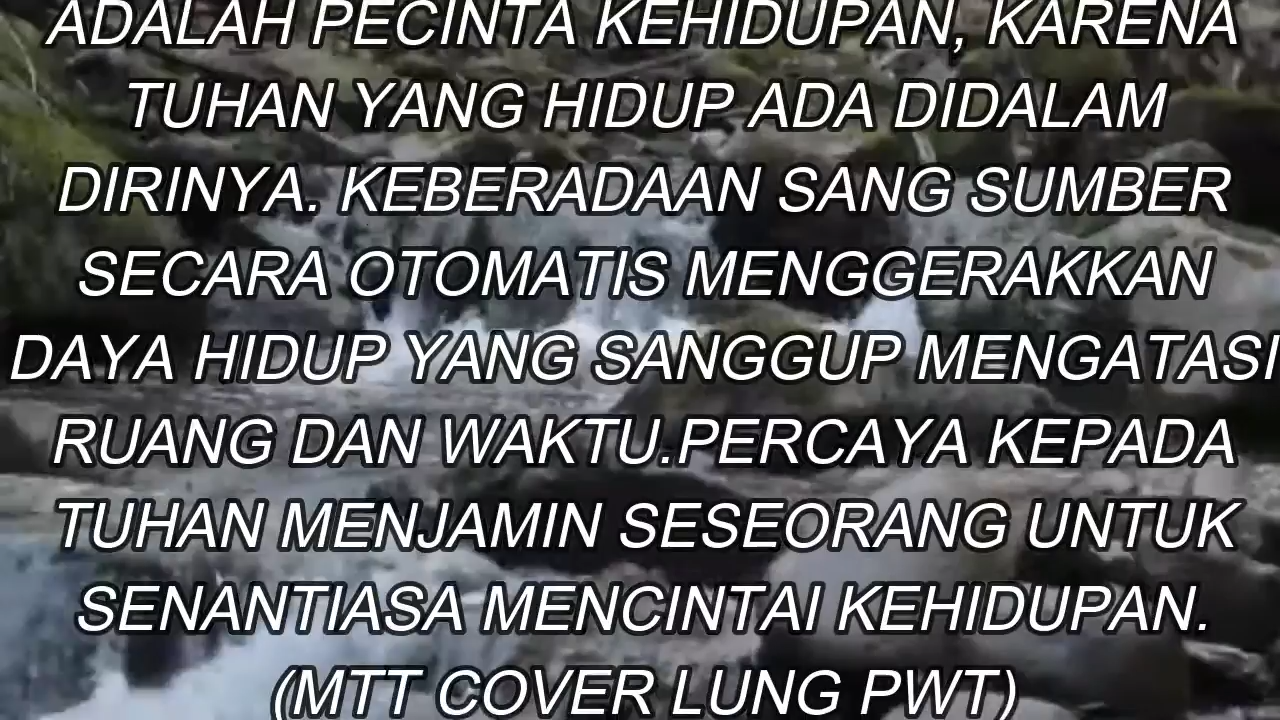 ADALAH PECINTA KEHIDUPAN, KARENA
TUHAN YANG HIDUP ADA DIDALAM
DIRINYA. KEBERADAAN SANG SUMBER
SECARA OTOMATIS MENGGERAKKAN
DAYA HIDUP YANG SANGGUP MENGATASI
RUANG DAN WAKTU.PERCAYA KEPADA
TUHAN MENJAMIN SESEORANG UNTUK
SENANTIASA MENCINTAI KEHIDUPAN.
(MTT COVER LUNG PWT)